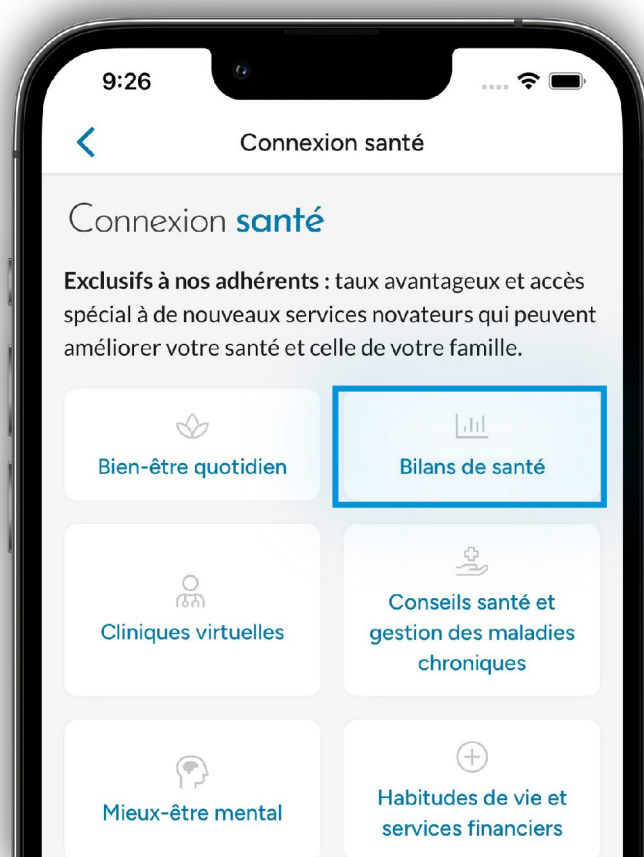 9:26
Connexion santé
Connexion santé
Exclusifs à nos adhérents : taux avantageux et accès
spécial à de nouveaux services novateurs qui peuvent
améliorer votre santé et celle de votre famille.
Bien-être quotidien
Bilans de santé
Cliniques virtuelles
Conseils santé et
gestion des maladies
chroniques
Mieux-être mental
Habitudes de vie et
services financiers